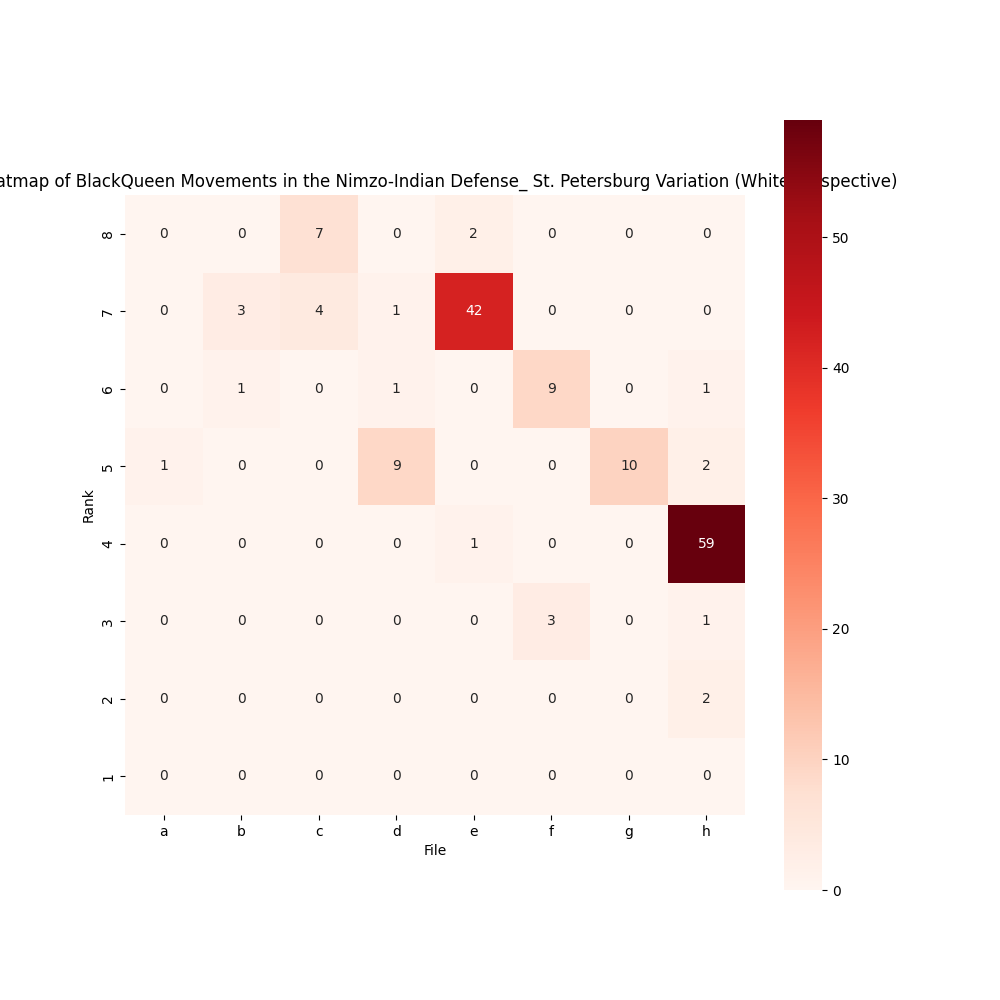 atmap of BlackQueen Movements in the Nimzo-Indian Defense_ St. Petersburg Variation (White spective)
8 0 0 7 0 2 0 0 0
7 0 3 4 1 42 0 0 0
6 0 1 0 1 0 9 0 1
5 1 0 0 9 0 0 10 2
4 0 0 0 0 1 0 0 59
3 0 0 0 0 0 3 0 1
2 0 0 0 0 0 0 0 2
1 0 0 0 0 0 0 0 0
a b c d e f g h
File
Rank
50
40
30
20
10
0